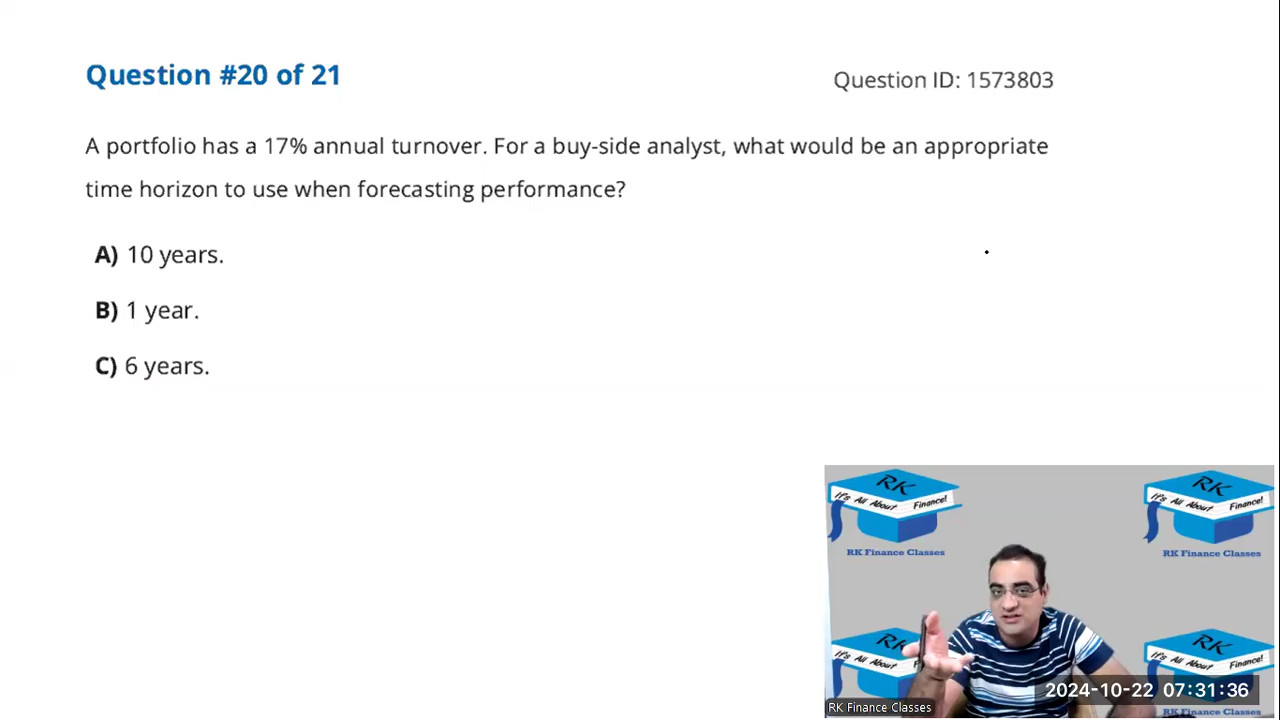 Question #20 of 21
Question ID: 1573803
A portfolio has a 17% annual turnover. For a buy-side analyst, what would be an appropriate
time horizon to use when forecasting performance?
A) 10 years.
B) 1 year.
C) 6 years.
RK
It's All About Finance!
RK Finance Classes
RK
It's All About Finance!
RK Finance Classes
RK
It's All About F
RK
It's All About Finance!
2024-10-22 07:31:36
RK Finance Classes
RK Finance Classes